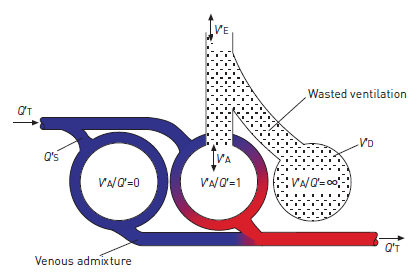 V'E
Wasted ventilation
Q'T
Q'S
V'A
V'D
V'A/Q'=0
V'A/Q'=1
V'A/Q'=∞
Q'T
Venous admixture